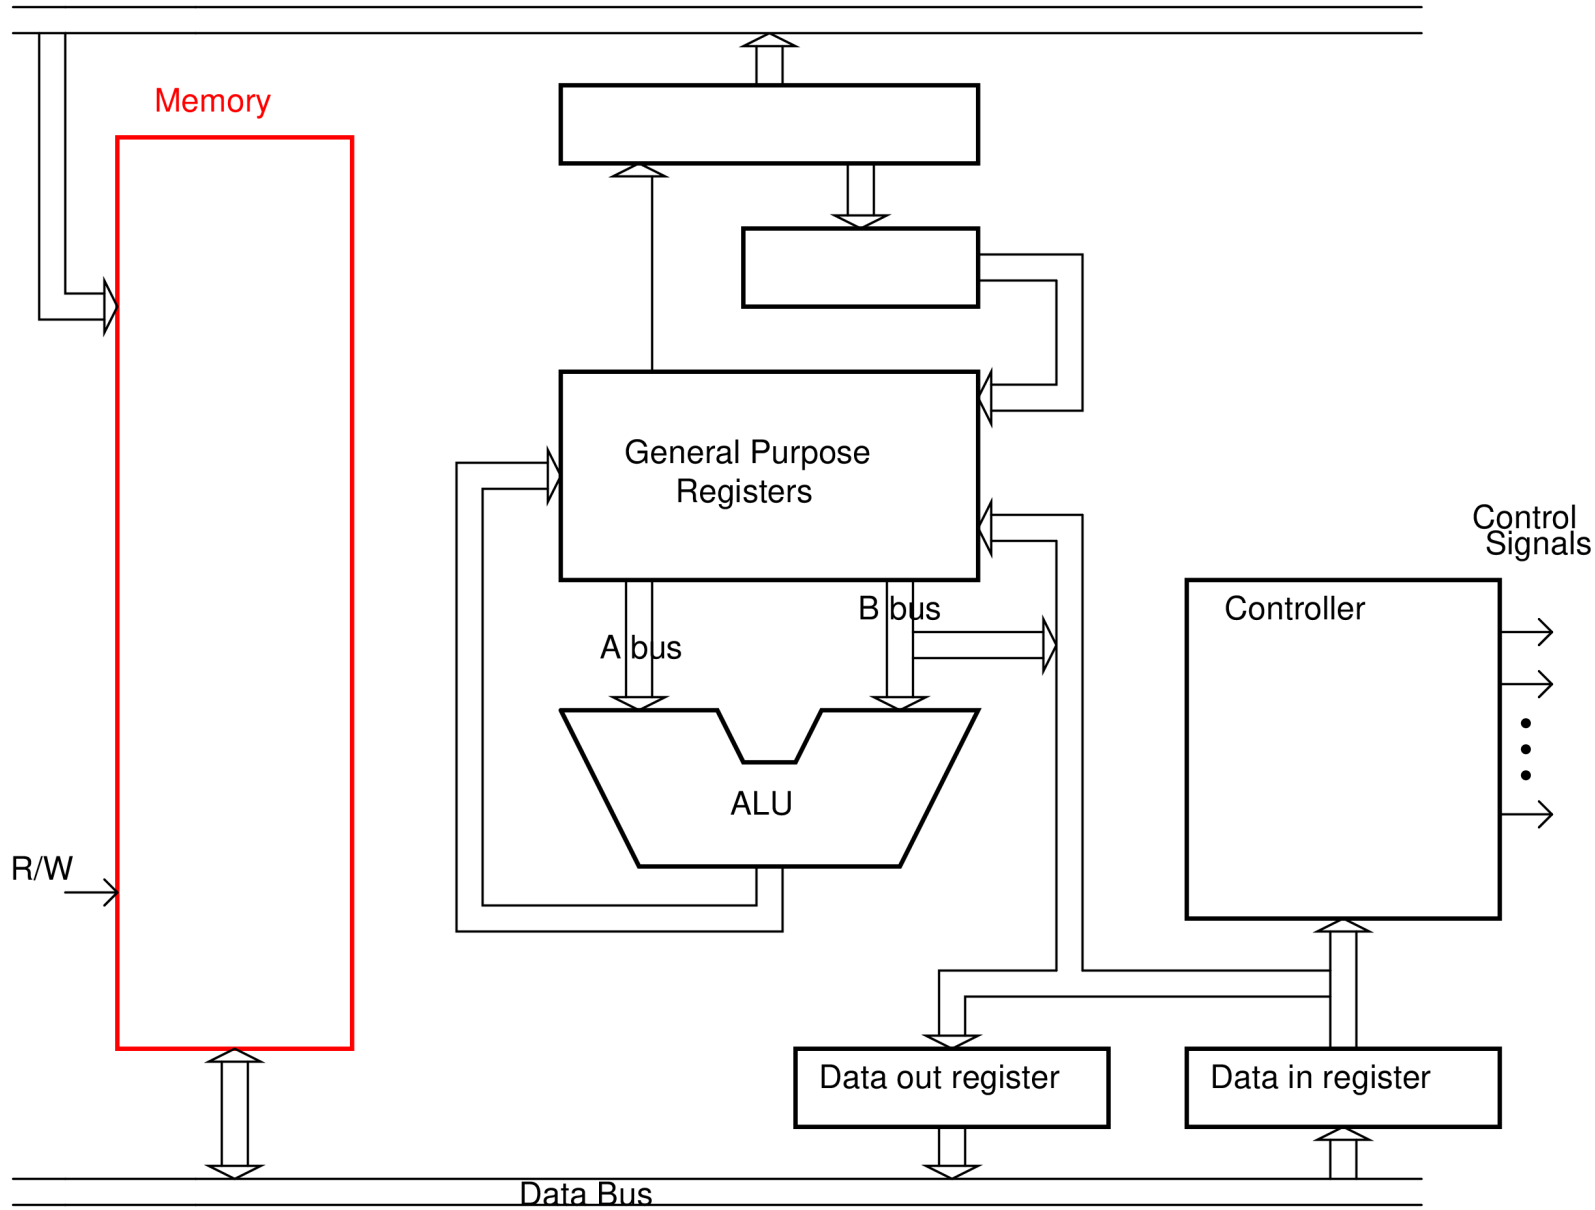 Memory
General Purpose
Registers
Control
Signals
B bus
Controller
A bus
ALU
R/W
Data out register
Data in register
Data Bus